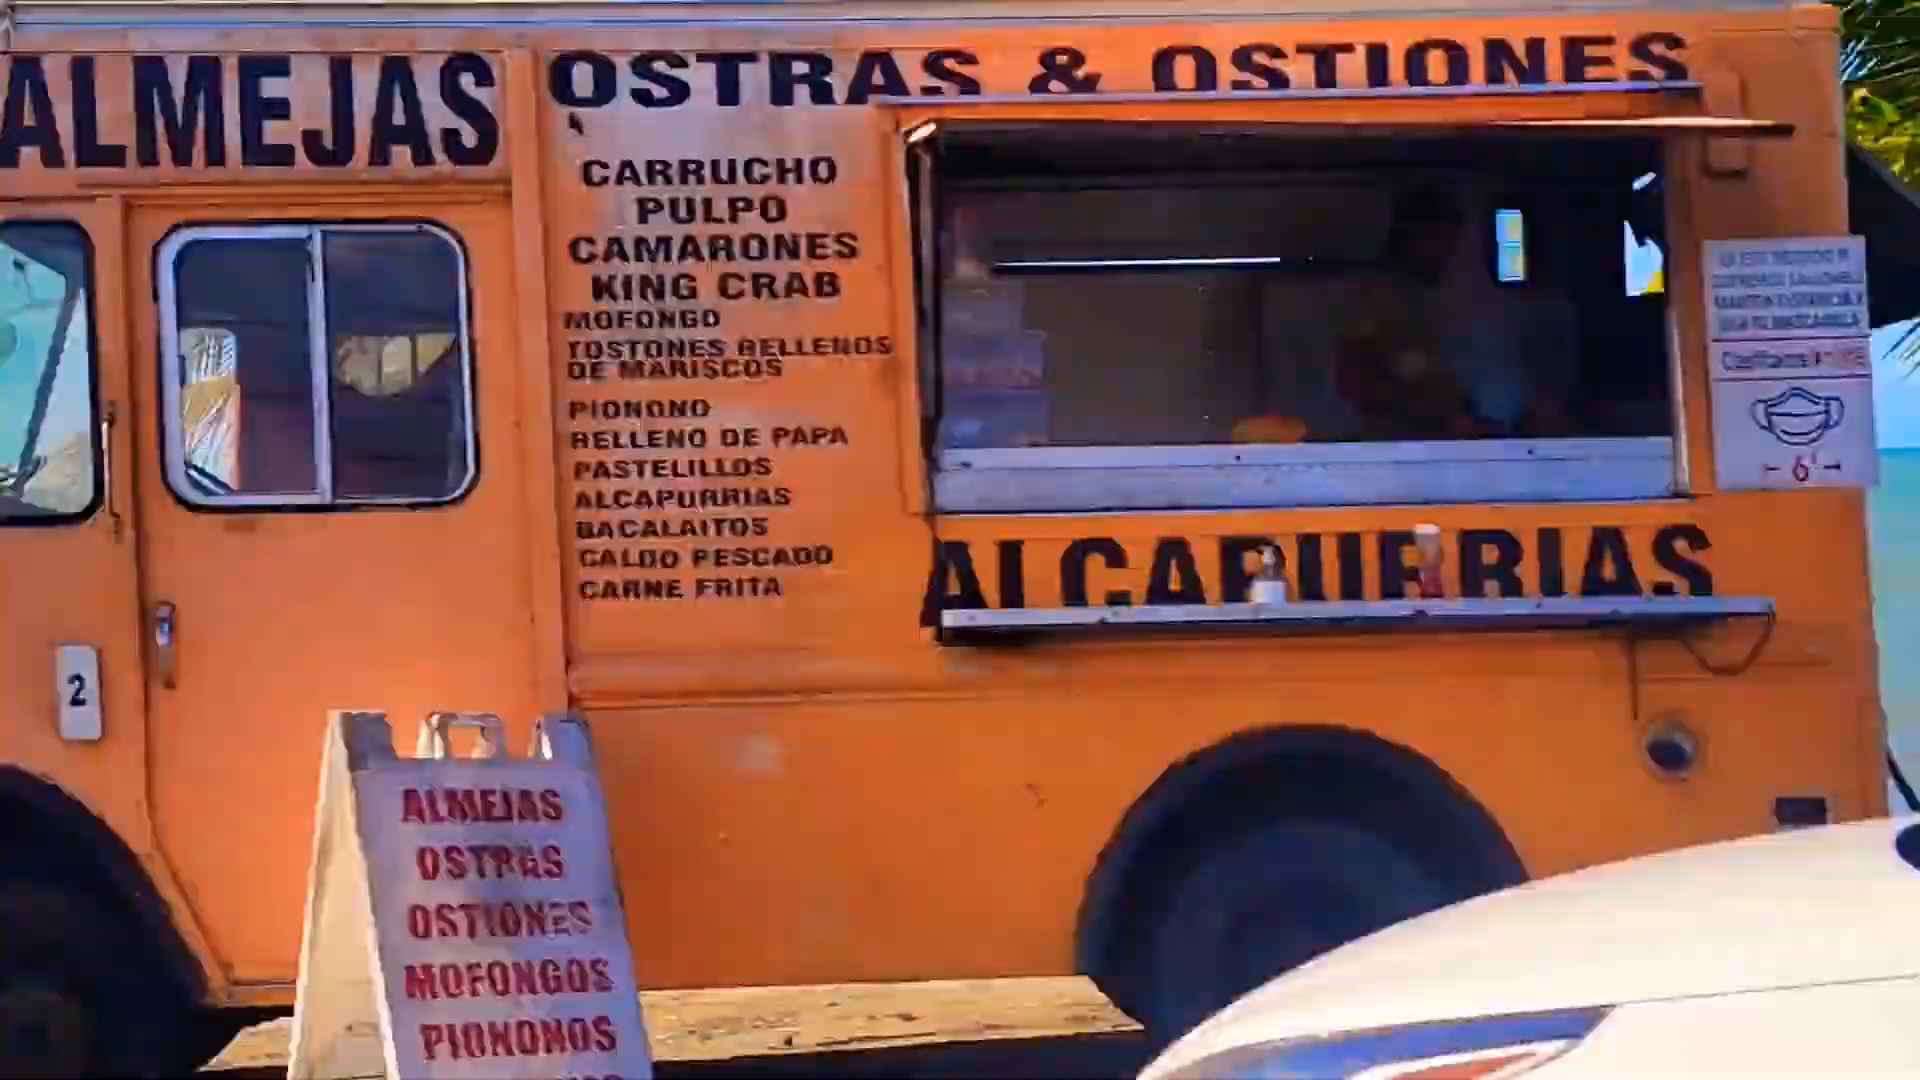 ALMEJAS
OSTRAS & OSTIONES
CARRUCHO
PULPO
CAMARONES
KING CRAB
MOFONGO
TOSTONES RELLENOS
DE MARISCOS
PIONONO
RELLENO DE PAPA
PASTELILLOS
ALCAPURRIAS
BACALAITOS
CALDO PESCADO
CARNE FRITA
ALCAPURRIAS
6'
2
ALMEJAS
OSTRAS
OSTIONES
MOFONGOS
PIONONOS